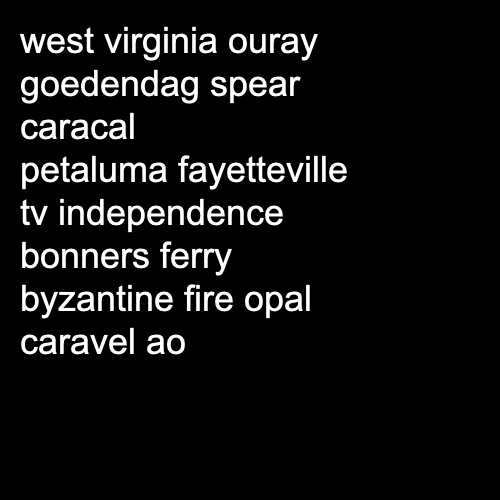 west virginia ouray
goedendag spear
caracal
petaluma fayetteville
tv independence
bonners ferry
byzantine fire opal
caravel ao